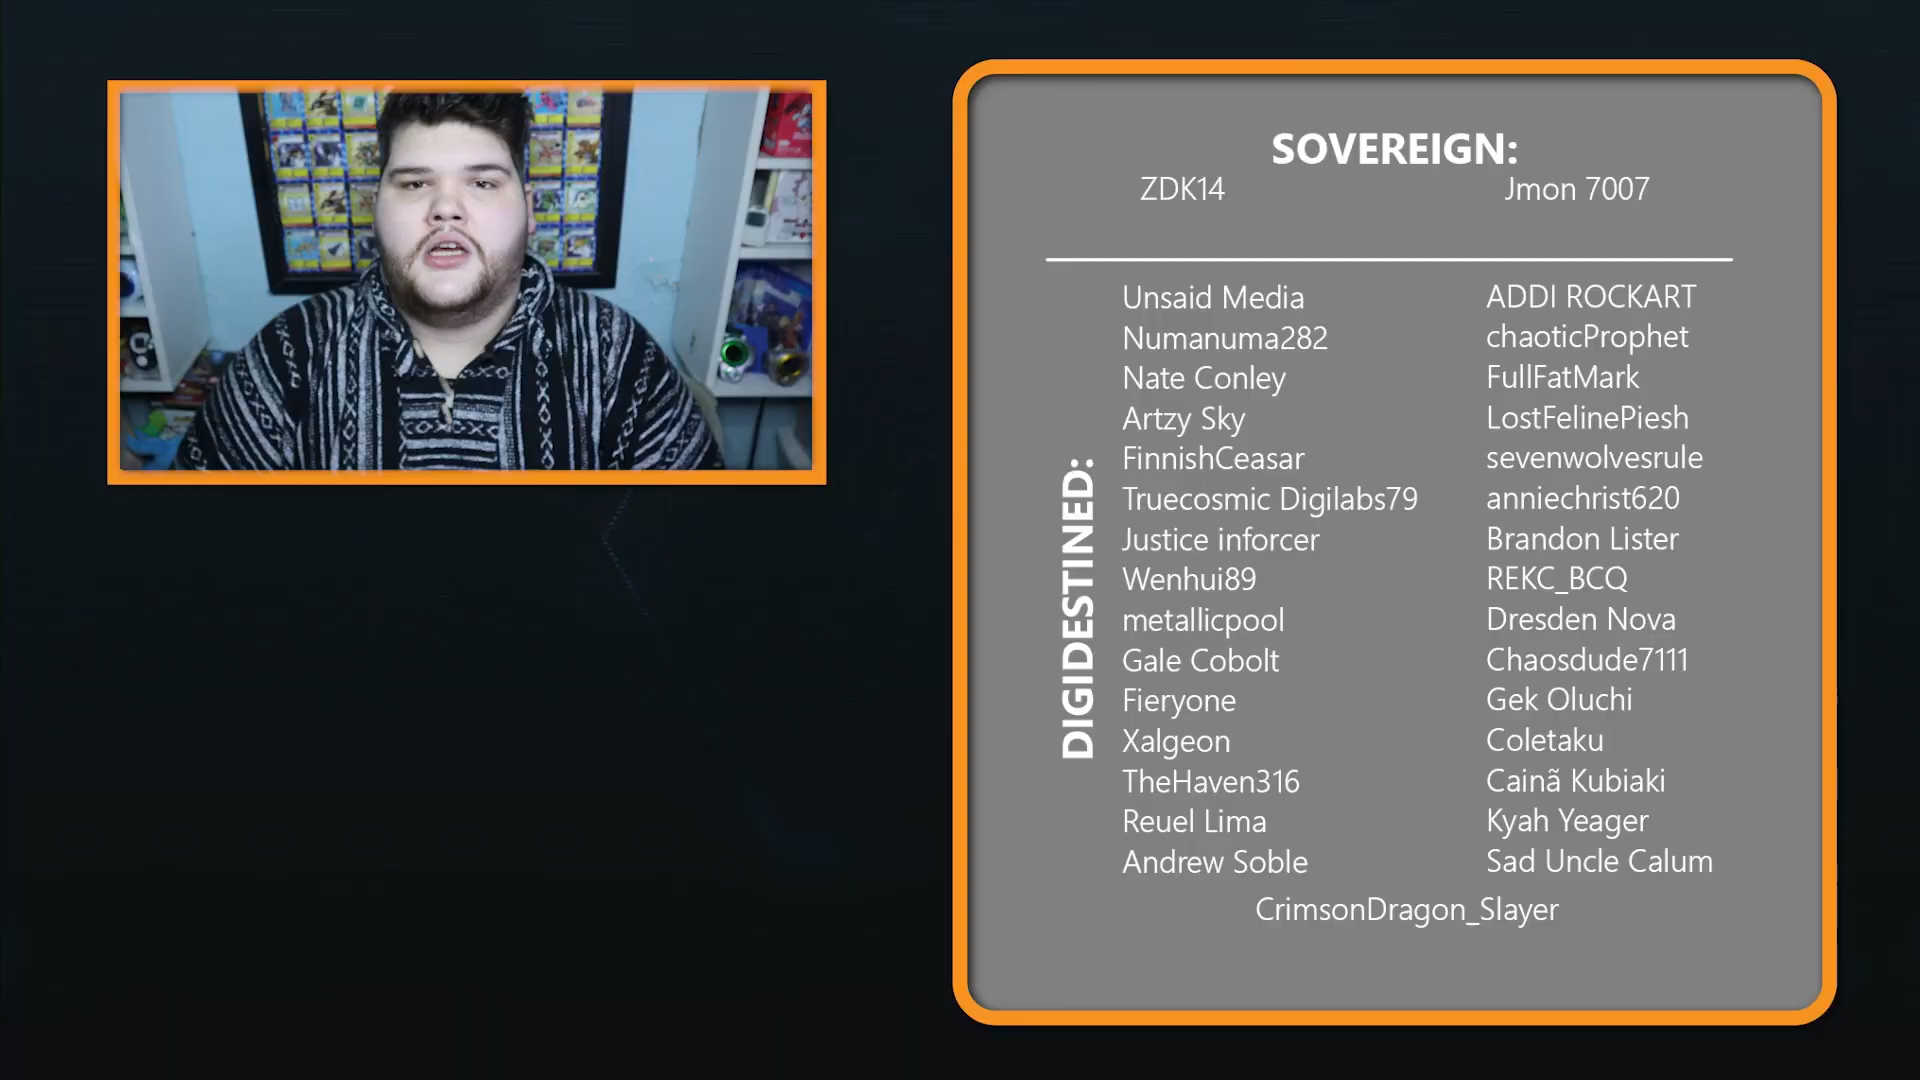 SOVEREIGN:
ZDK14 Jmon 7007
DIGIDESTINED:
Unsaid Media ADDI ROCKART
Numanuma282 chaoticProphet
Nate Conley FullFatMark
Artzy Sky LostFelinePiesh
FinnishCeasar sevenwolvesrule
Truecosmic Digilabs79 anniechrist620
Justice inforcer Brandon Lister
Wenhui89 REKC_BCQ
metallicpool Dresden Nova
Gale Cobolt Chaosdude7111
Fieryone Gek Oluchi
Xalgeon Coletaku
TheHaven316 Cainã Kubiaki
Reuel Lima Kyah Yeager
Andrew Soble Sad Uncle Calum
CrimsonDragon_Slayer